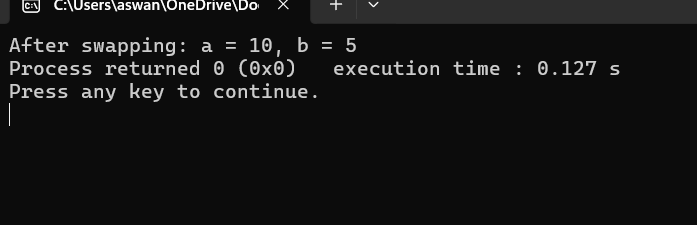 C:\Users\aswan\OneDrive\Do
After swapping: a = 10, b = 5
Process returned 0 (0x0)   execution time : 0.127 s
Press any key to continue.